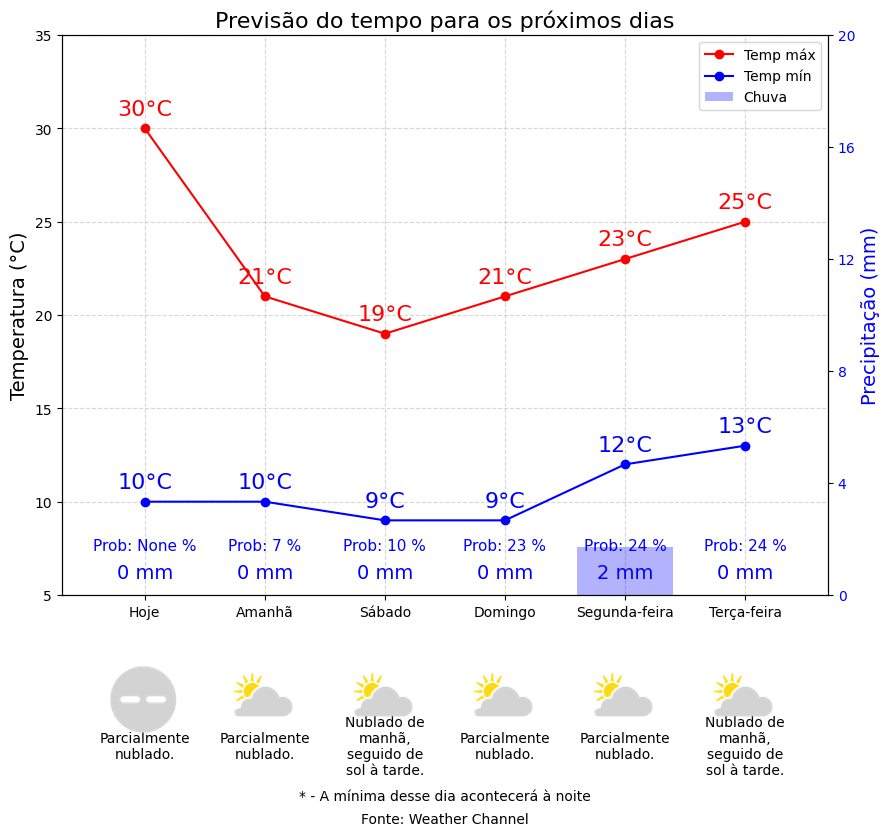 Previsão do tempo para os próximos dias
35
30
25
20
15
10
5
Temperatura (°C)
20
16
12
8
4
0
Precipitação (mm)
Temp máx
Temp mín
Chuva
30°C
21°C
19°C
21°C
23°C
25°C
10°C
10°C
9°C
9°C
12°C
13°C
Prob: None %
Prob: 7 %
Prob: 10 %
Prob: 23 %
Prob: 24 %
Prob: 24 %
0 mm
0 mm
0 mm
0 mm
2 mm
0 mm
Hoje
Amanhã
Sábado
Domingo
Segunda-feira
Terça-feira
Parcialmente
nublado.
Parcialmente
nublado.
Nublado de
manhã,
seguido de
sol à tarde.
Parcialmente
nublado.
Parcialmente
nublado.
Nublado de
manhã,
seguido de
sol à tarde.
* - A mínima desse dia acontecerá à noite
Fonte: Weather Channel